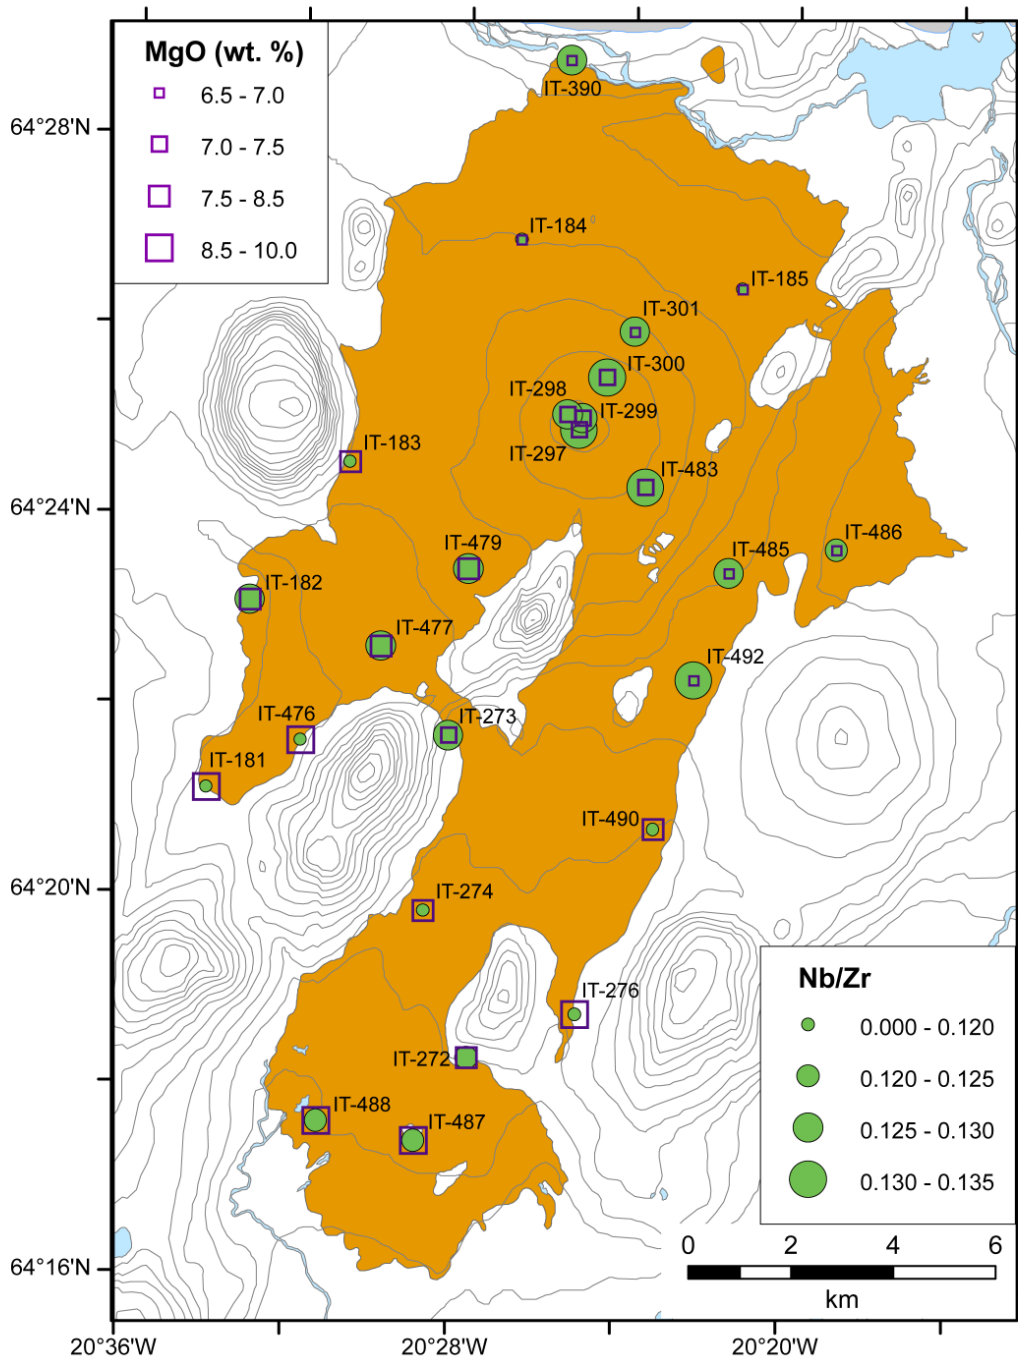 MgO (wt. %)
6.5 - 7.0
7.0 - 7.5
7.5 - 8.5
8.5 - 10.0
IT-390
64°28'N
IT-184
IT-185
IT-301
IT-300
IT-298
IT-299
IT-297
IT-183
IT-483
64°24'N
IT-479
IT-485
IT-486
IT-182
IT-477
IT-492
IT-476
IT-273
IT-181
IT-490
64°20'N
IT-274
IT-276
IT-272
IT-488
IT-487
Nb/Zr
0.000 - 0.120
0.120 - 0.125
0.125 - 0.130
0.130 - 0.135
0 2 4 6
km
64°16'N
20°36'W 20°28'W 20°20'W